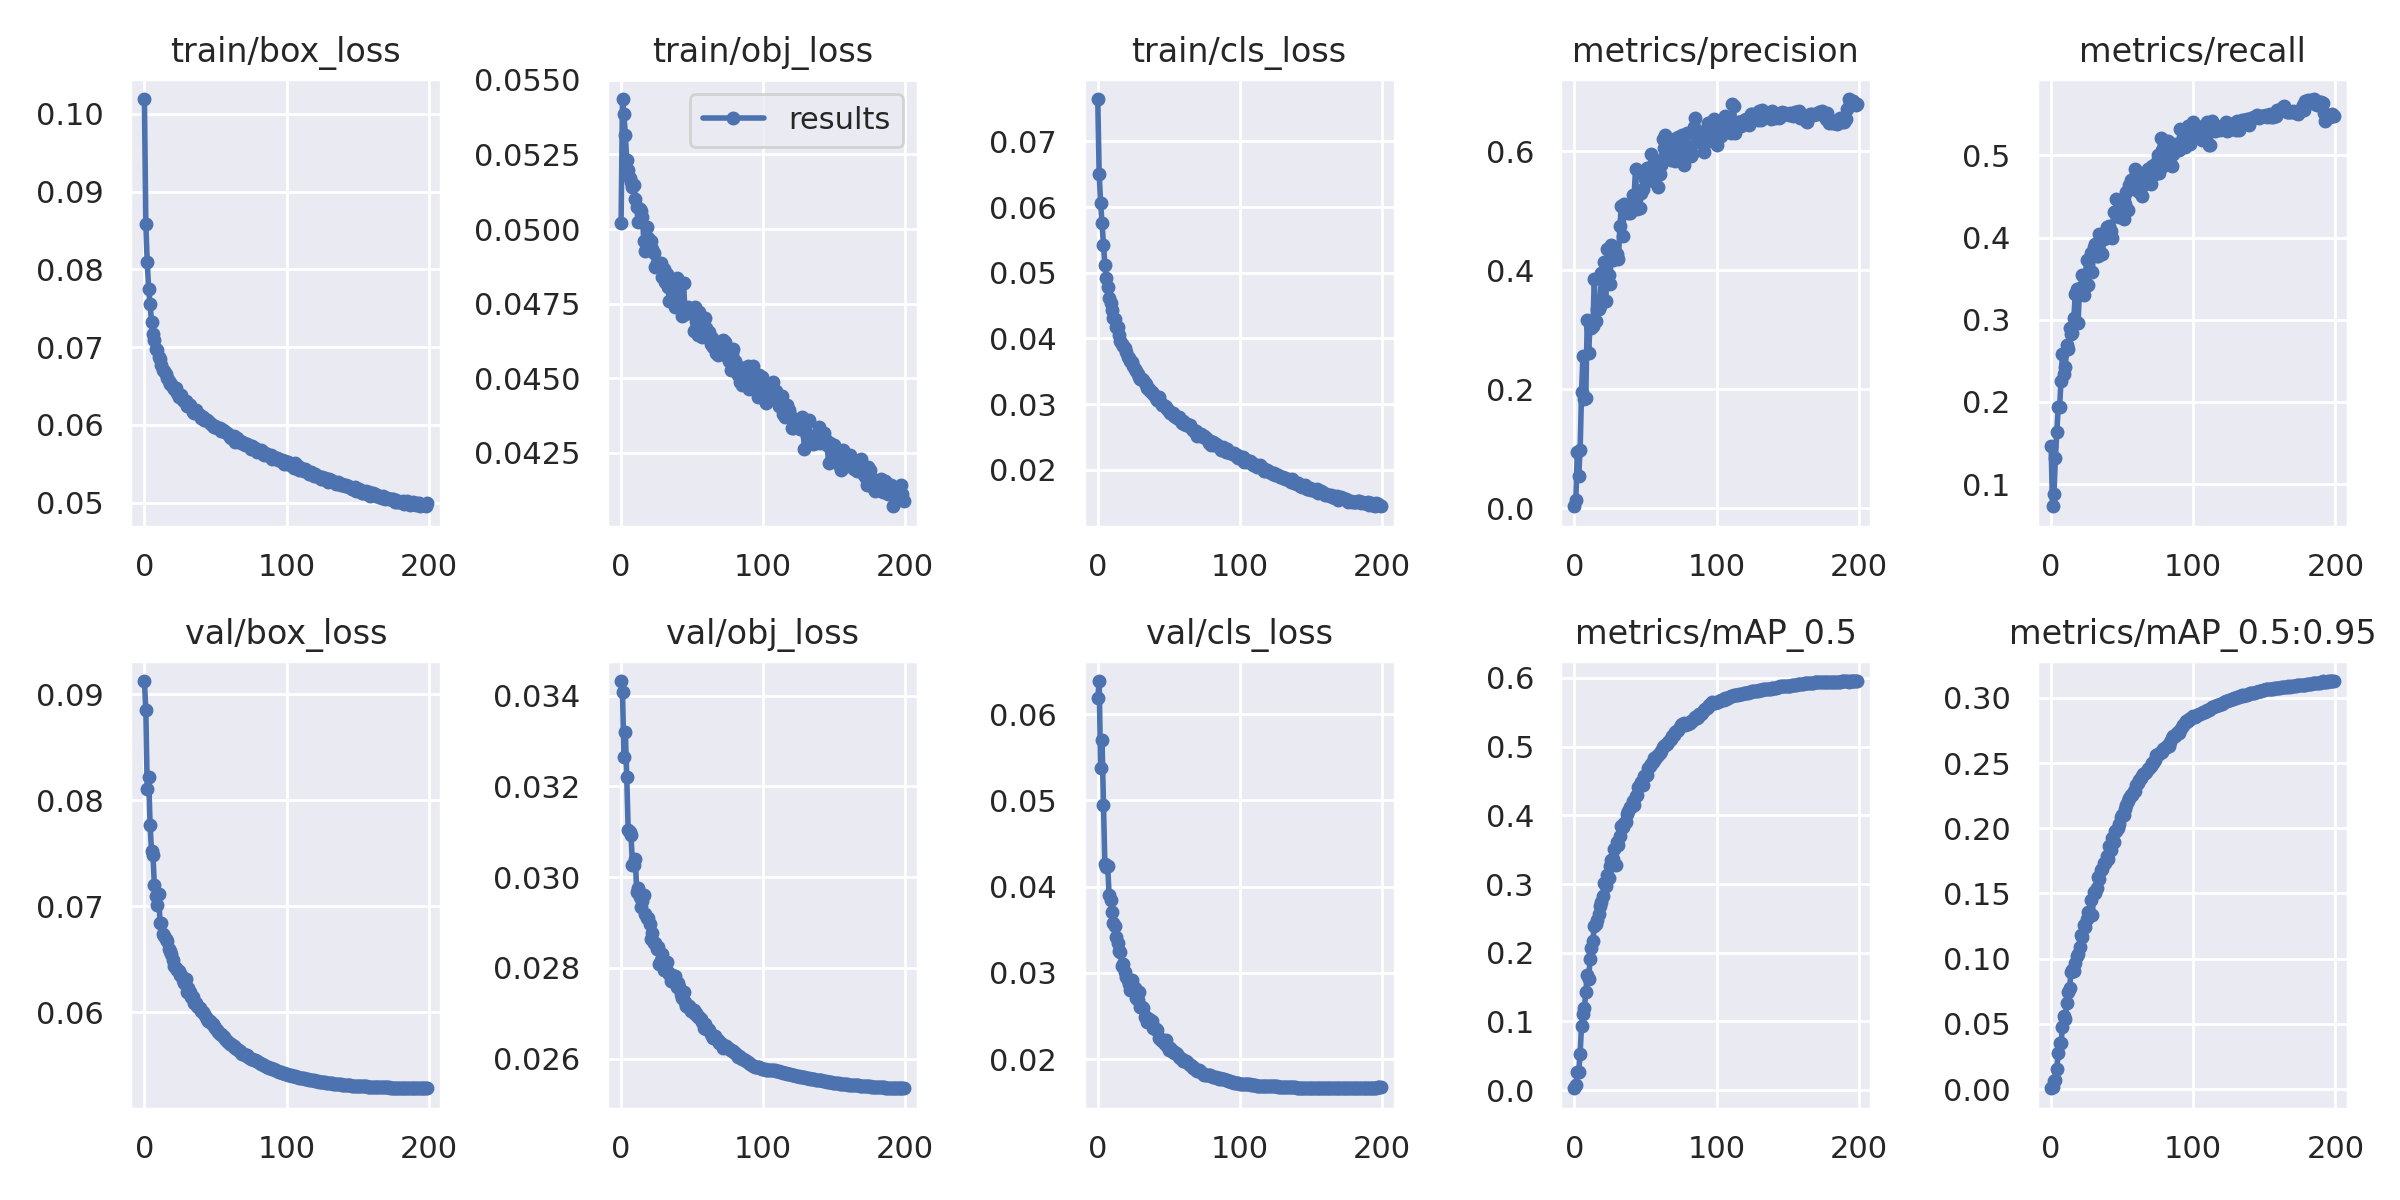 train/box_loss
0.10
0.09
0.08
0.07
0.06
0.05
0 100 200
train/obj_loss
results
0.0550
0.0525
0.0500
0.0475
0.0450
0.0425
0 100 200
train/cls_loss
0.07
0.06
0.05
0.04
0.03
0.02
0 100 200
metrics/precision
0.6
0.4
0.2
0.0
0 100 200
metrics/recall
0.5
0.4
0.3
0.2
0.1
0 100 200
val/box_loss
0.09
0.08
0.07
0.06
0 100 200
val/obj_loss
0.034
0.032
0.030
0.028
0.026
0 100 200
val/cls_loss
0.06
0.05
0.04
0.03
0.02
0 100 200
metrics/mAP_0.5
0.6
0.5
0.4
0.3
0.2
0.1
0.0
0 100 200
metrics/mAP_0.5:0.95
0.30
0.25
0.20
0.15
0.10
0.05
0.00
0 100 200